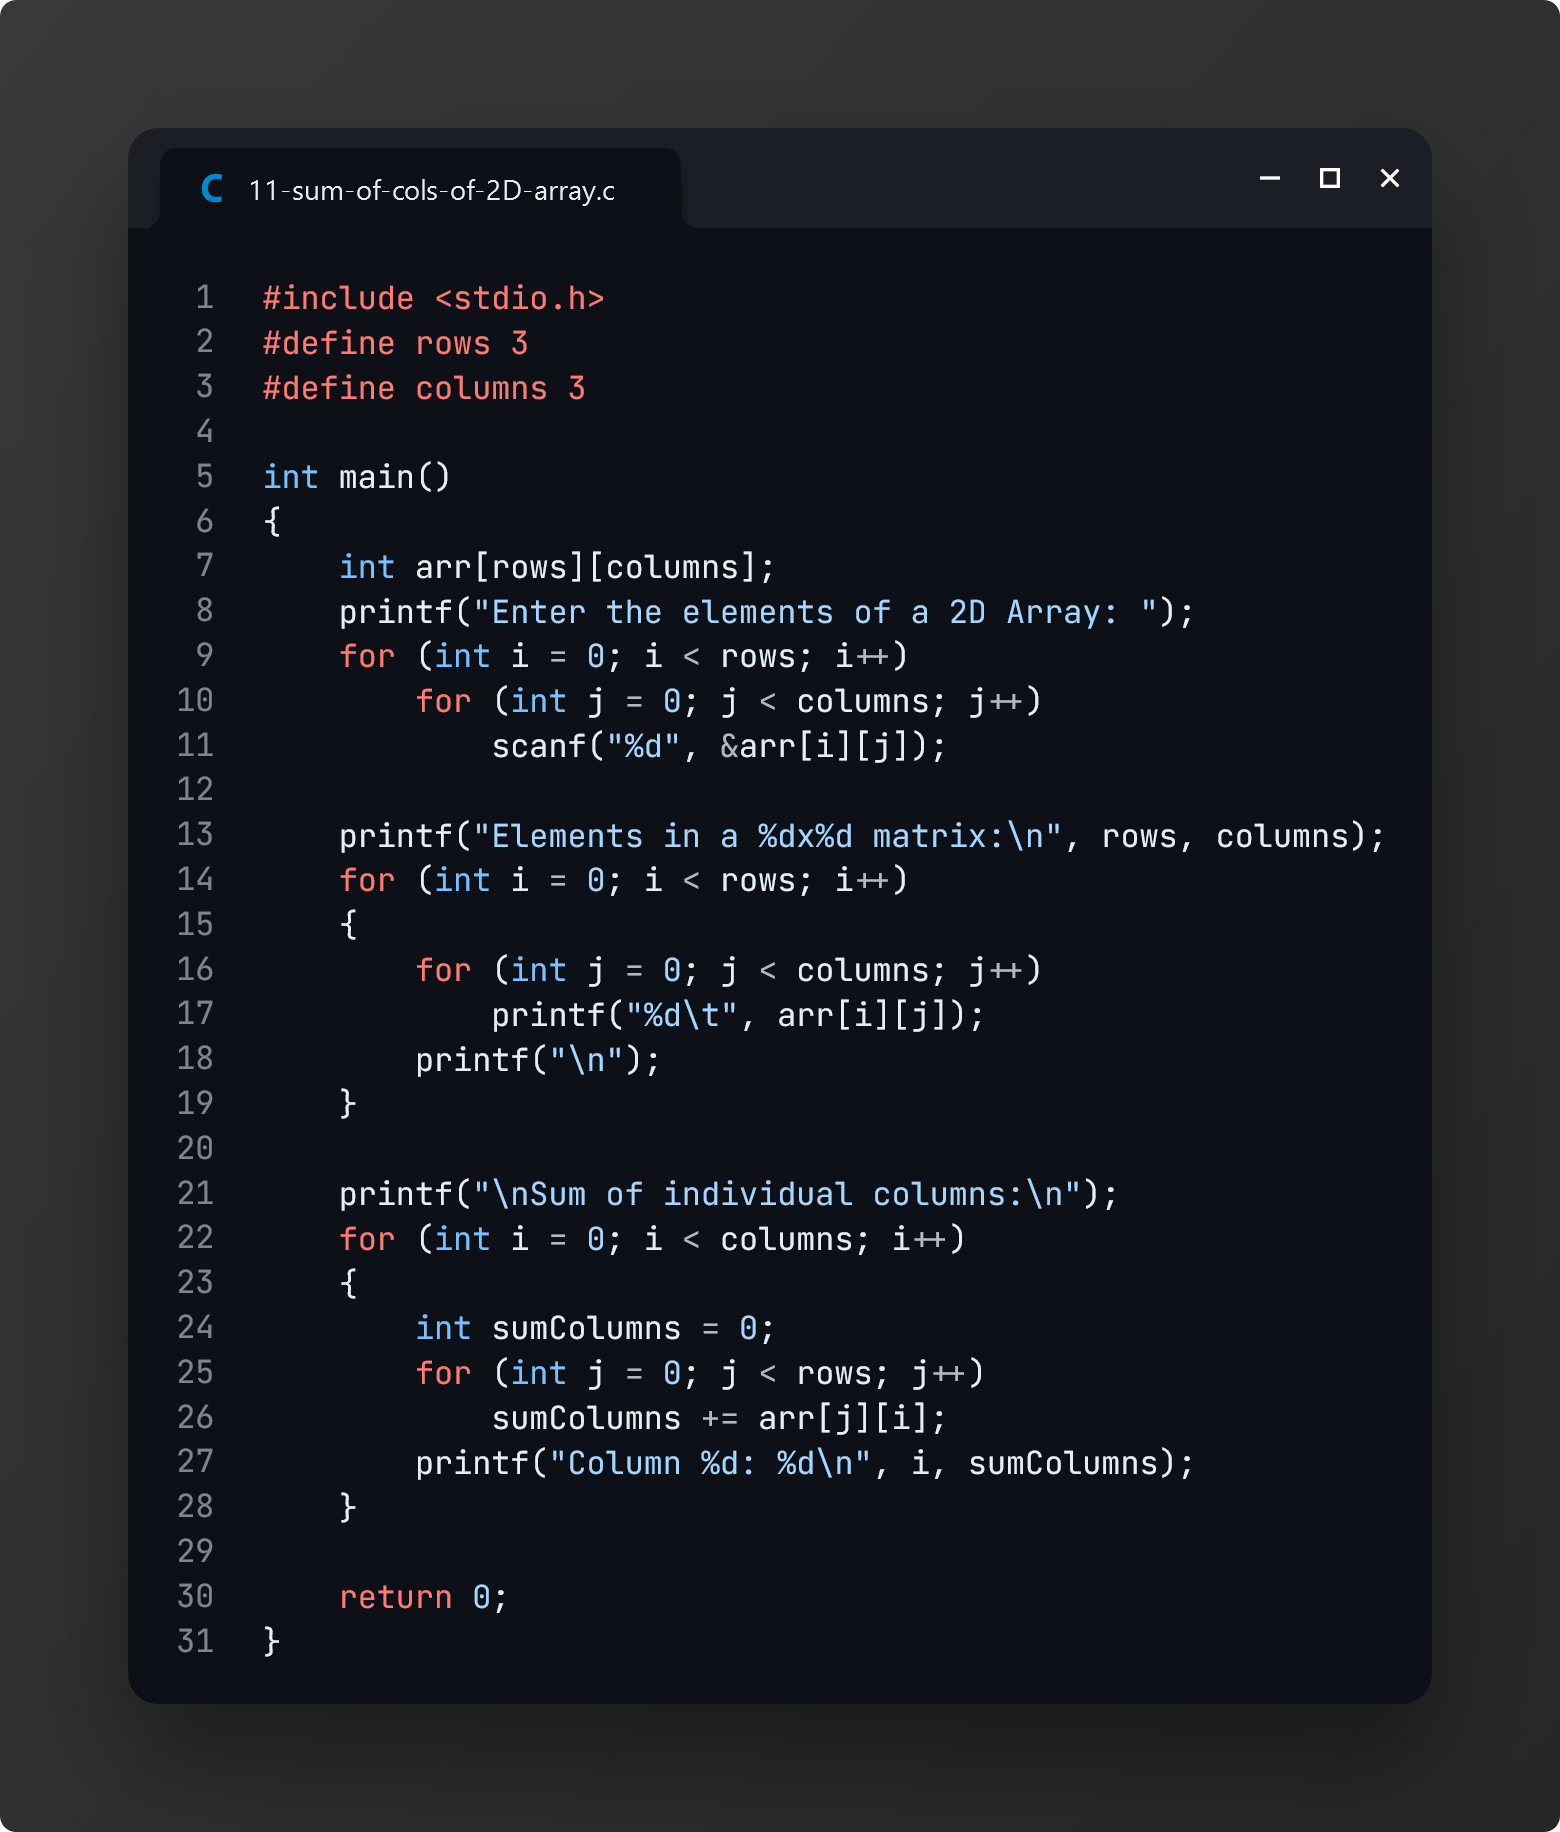 C 11-sum-of-cols-of-2D-array.c
1 #include <stdio.h>
2 #define rows 3
3 #define columns 3
4
5 int main()
6 {
7     int arr[rows][columns];
8     printf("Enter the elements of a 2D Array: ");
9     for (int i = 0; i < rows; i++)
10         for (int j = 0; j < columns; j++)
11             scanf("%d", &arr[i][j]);
12
13     printf("Elements in a %dx%d matrix:\n", rows, columns);
14     for (int i = 0; i < rows; i++)
15     {
16         for (int j = 0; j < columns; j++)
17             printf("%d\t", arr[i][j]);
18         printf("\n");
19     }
20
21     printf("\nSum of individual columns:\n");
22     for (int i = 0; i < columns; i++)
23     {
24         int sumColumns = 0;
25         for (int j = 0; j < rows; j++)
26             sumColumns += arr[j][i];
27         printf("Column %d: %d\n", i, sumColumns);
28     }
29
30     return 0;
31 }